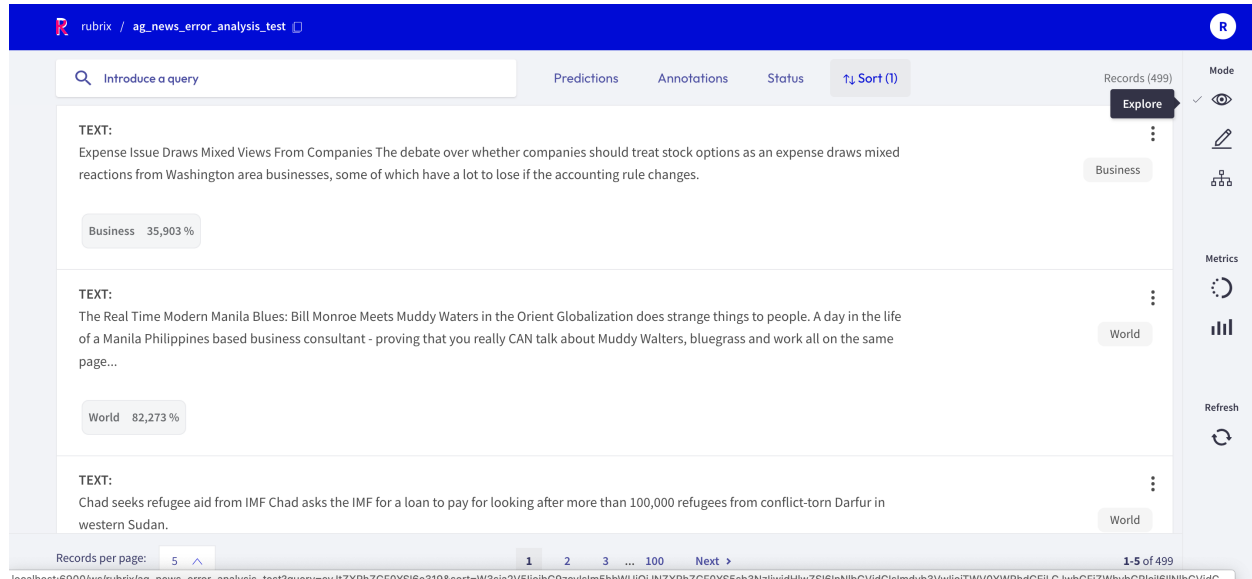 rubrix / ag_news_error_analysis_test
R
Introduce a query
Predictions
Annotations
Status
Sort (1)
Records (499)
Mode
Explore
TEXT:
Expense Issue Draws Mixed Views From Companies The debate over whether companies should treat stock options as an expense draws mixed
reactions from Washington area businesses, some of which have a lot to lose if the accounting rule changes.
Business
Business 35,903 %
Metrics
TEXT:
The Real Time Modern Manila Blues: Bill Monroe Meets Muddy Waters in the Orient Globalization does strange things to people. A day in the life
of a Manila Philippines based business consultant - proving that you really CAN talk about Muddy Walters, bluegrass and work all on the same
page...
World
World 82,273 %
Refresh
TEXT:
Chad seeks refugee aid from IMF Chad asks the IMF for a loan to pay for looking after more than 100,000 refugees from conflict-torn Darfur in
western Sudan.
World
Records per page: 5
1 2 3 ... 100 Next >
1-5 of 499